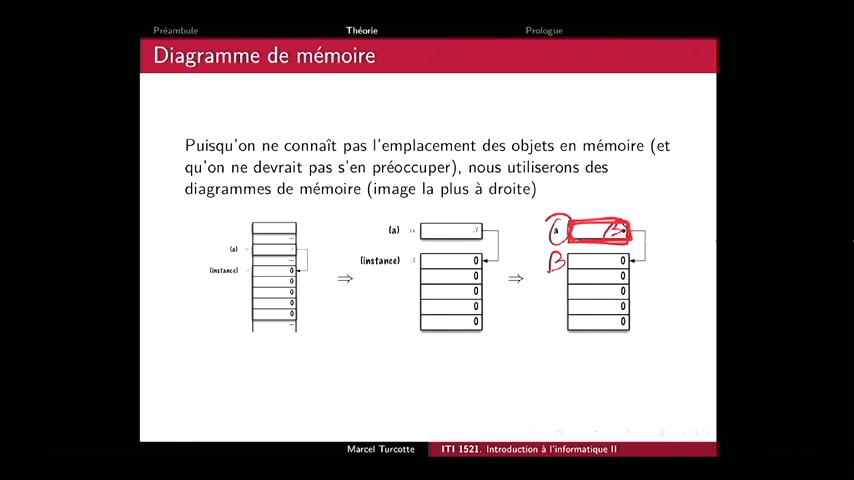 Préambule Théorie Prologue
Diagramme de mémoire
Puisqu'on ne connaît pas l'emplacement des objets en mémoire (et
qu'on ne devrait pas s'en préoccuper), nous utiliserons des
diagrammes de mémoire (image la plus à droite)
...
(a) α β
...
(instance) β 0
0
0
0
0
...
⇒
(a) α β
(instance) β 0
0
0
0
0
⇒
a B
B 0
0
0
0
0
Marcel Turcotte ITI 1521. Introduction à l'informatique II